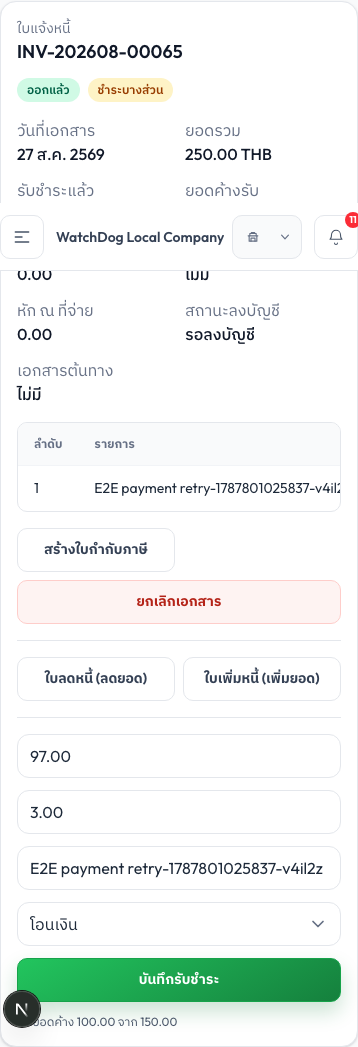 ใบแจ้งหนี้
INV-202608-00065
ออกแล้ว ชำระบางส่วน
วันที่เอกสาร ยอดรวม
27 ส.ค. 2569 250.00 THB
รับชำระแล้ว ยอดค้างรับ
WatchDog Local Company 11
0.00 ไม่มี
หัก ณ ที่จ่าย สถานะลงบัญชี
0.00 รอลงบัญชี
เอกสารต้นทาง
ไม่มี
ลำดับ รายการ
1 E2E payment retry-1787801025837-v4il2
สร้างใบกำกับภาษี
ยกเลิกเอกสาร
ใบลดหนี้ (ลดยอด) ใบเพิ่มหนี้ (เพิ่มยอด)
97.00
3.00
E2E payment retry-1787801025837-v4il2z
โอนเงิน
บันทึกรับชำระ
N
ยอดค้าง 100.00 จาก 150.00